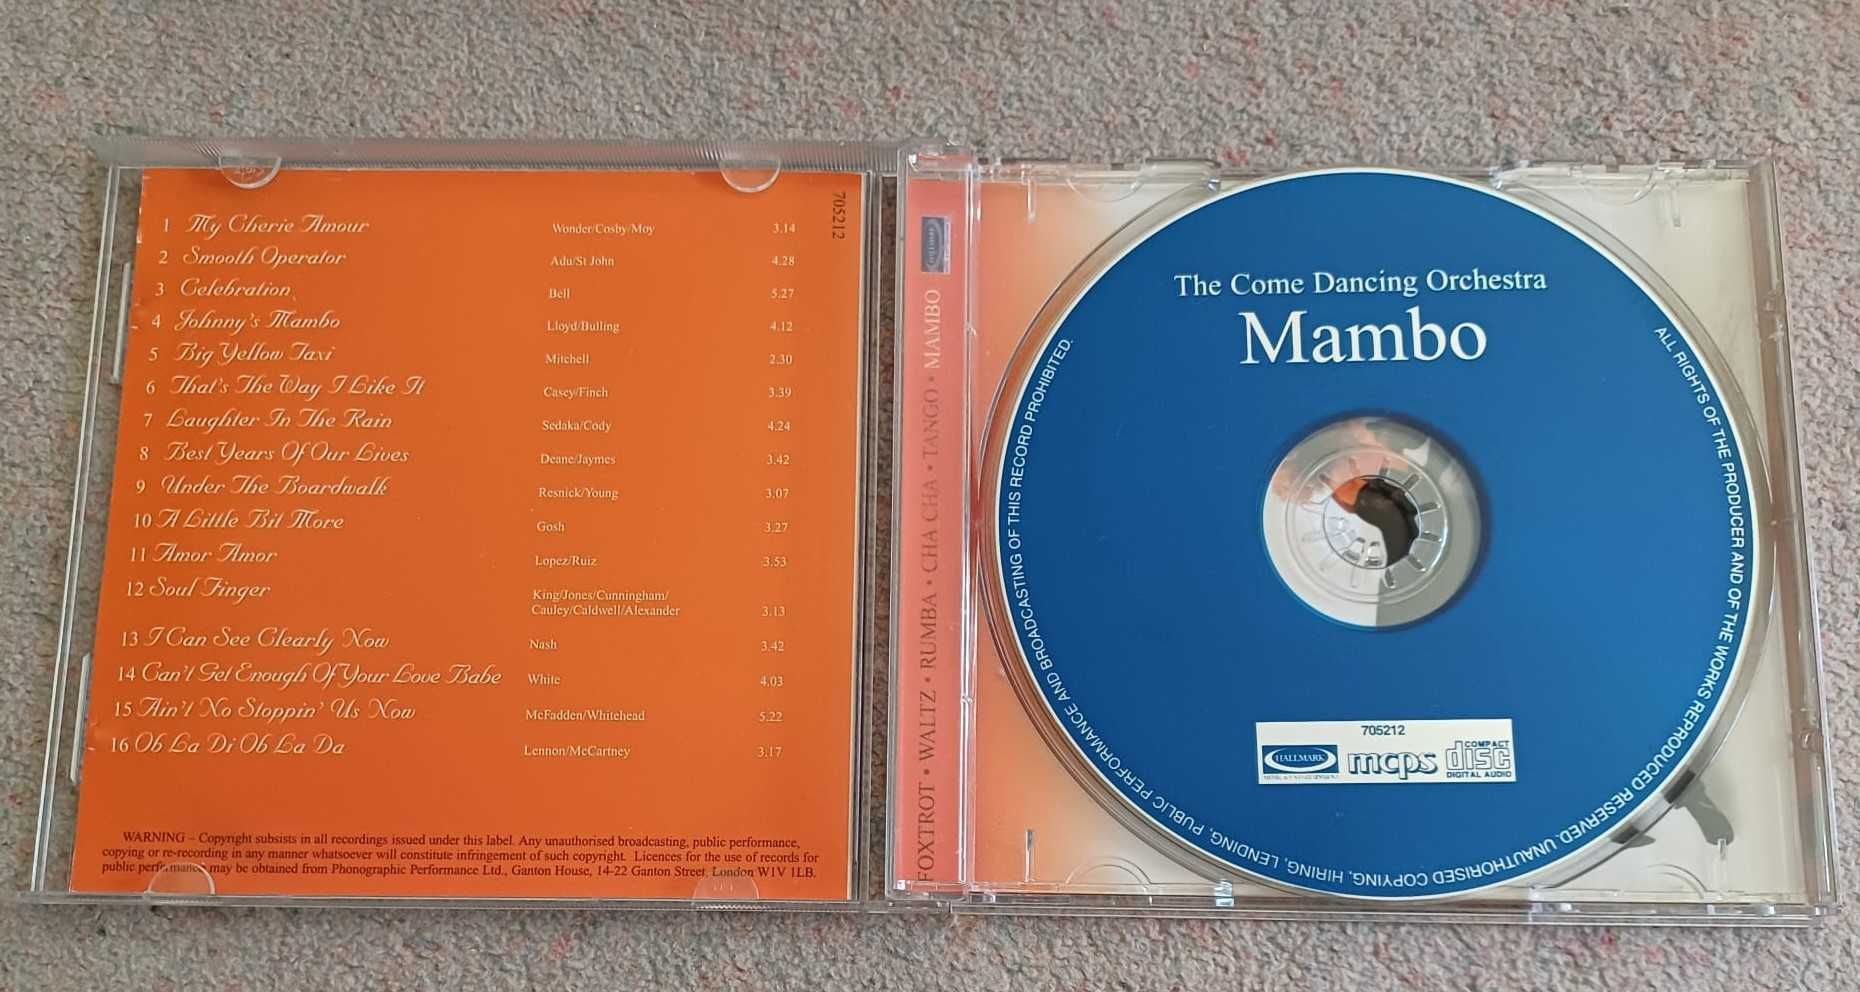 705212
1 My Cherie Amour Wonder/Cosby/Moy 3.14
2 Smooth Operator Adu/St John 4.28
3 Celebration Bell 5.27
4 Johnny's Mambo Lloyd/Bulling 4.12
5 Big Yellow Taxi Mitchell 2.30
6 That's The Way I Like It Casey/Finch 3.39
7 Laughter In The Rain Sedaka/Cody 4.24
8 Best Years Of Our Lives Deane/Jaymes 3.42
9 Under The Boardwalk Resnick/Young 3.07
10 A Little Bit More Gosh 3.27
11 Amor Amor Lopez/Ruiz 3.53
12 Soul Finger King/Jones/Cunningham/
Cauley/Caldwell/Alexander 3.13
13 I Can See Clearly Now Nash 3.42
14 Can't Get Enough Of Your Love Babe White 4.03
15 Ain't No Stoppin' Us Now McFadden/Whitehead 5.22
16 Ob La Di Ob La Da Lennon/McCartney 3.17
WARNING – Copyright subsists in all recordings issued under this label. Any unauthorised broadcasting, public performance,
copying or re-recording in any manner whatsoever will constitute infringement of such copyright. Licences for the use of records for
public performance may be obtained from Phonographic Performance Ltd., Ganton House, 14-22 Ganton Street, London W1V 1LB.
FOXTROT • WALTZ • RUMBA • CHA CHA • TANGO • MAMBO
HALLMARK
The Come Dancing Orchestra
Mambo
ALL RIGHTS OF THE PRODUCER AND OF THE WORKS REPRODUCED RESERVED. UNAUTHORISED COPYING, HIRING, LENDING, PUBLIC PERFORMANCE AND BROADCASTING OF THIS RECORD PROHIBITED.
705212
HALLMARK mcps COMPACT disc DIGITAL AUDIO